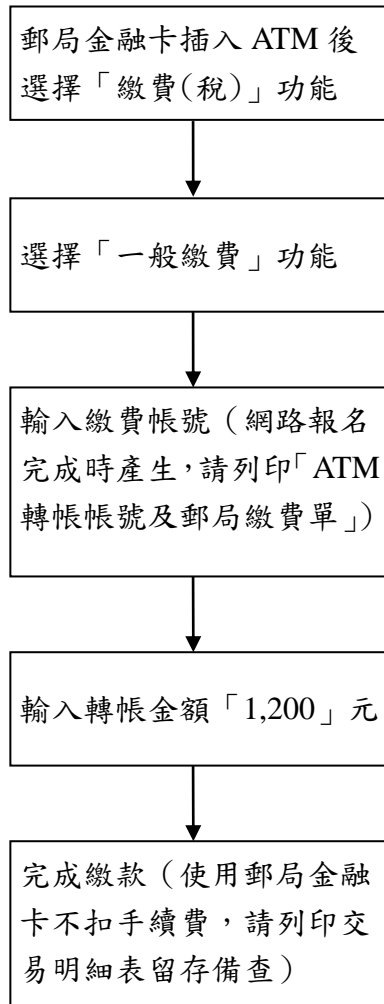 郵局金融卡插入 ATM 後
選擇「繳費(稅)」功能
選擇「一般繳費」功能
輸入繳費帳號（網路報名
完成時產生，請列印「ATM
轉帳帳號及郵局繳費單」）
輸入轉帳金額「1,200」元
完成繳款（使用郵局金融
卡不扣手續費，請列印交
易明細表留存備查）